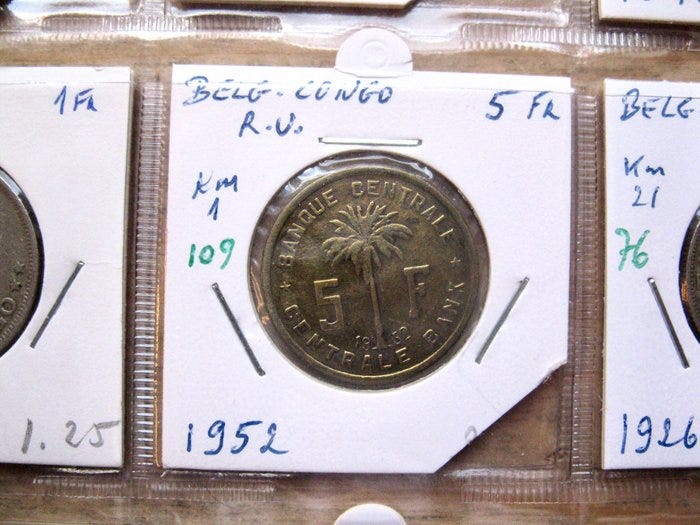 1 FR
1.25
BELG. CONGO
5 FR
R.U.
KM
1
109
★ BANQUE CENTRALE ★
5 F
CENTRALE BANK
1952
BELG
KM
21
76
1926